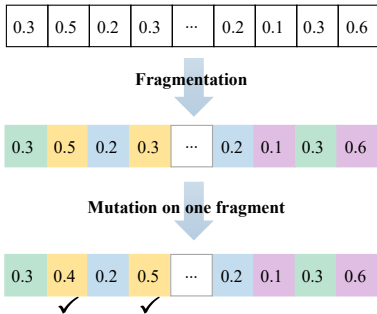 0.3 0.5 0.2 0.3 ... 0.2 0.1 0.3 0.6
Fragmentation
0.3 0.5 0.2 0.3 ... 0.2 0.1 0.3 0.6
Mutation on one fragment
0.3 0.4 0.2 0.5 ... 0.2 0.1 0.3 0.6
✓ ✓